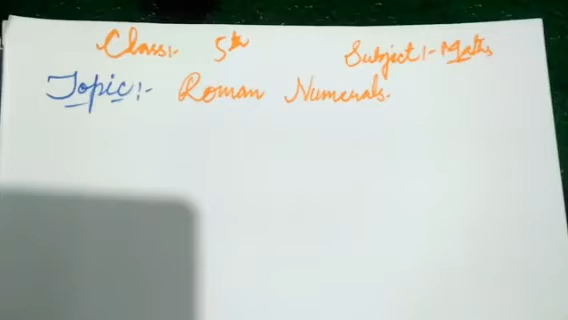 Class:- 5th Subject:- Maths
Topic:- Roman Numerals.